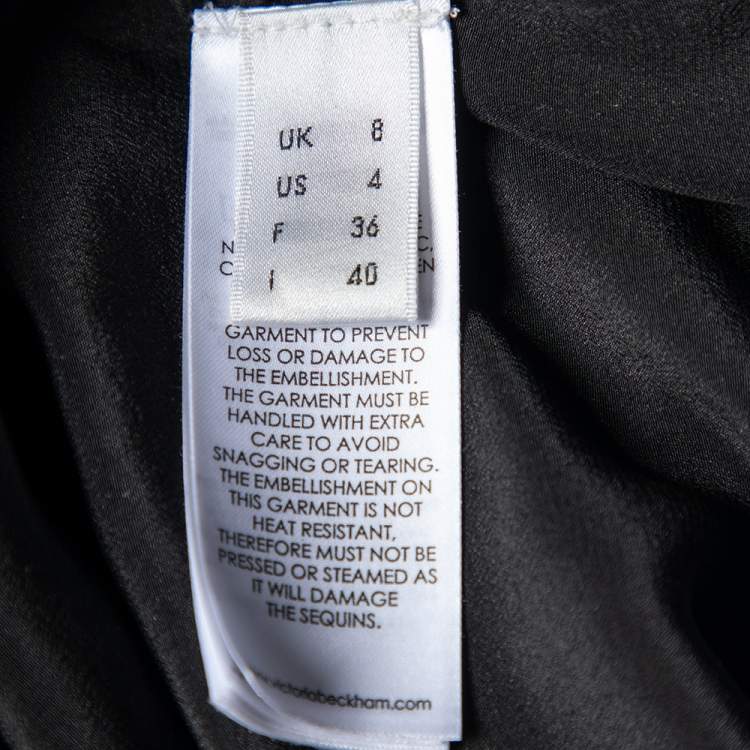 UK 8
US 4
F 36
I 40
GARMENT TO PREVENT
LOSS OR DAMAGE TO
THE EMBELLISHMENT.
THE GARMENT MUST BE
HANDLED WITH EXTRA
CARE TO AVOID
SNAGGING OR TEARING.
THE EMBELLISHMENT ON
THIS GARMENT IS NOT
HEAT RESISTANT,
THEREFORE MUST NOT BE
PRESSED OR STEAMED AS
IT WILL DAMAGE
THE SEQUINS.
www.victoriabeckham.com